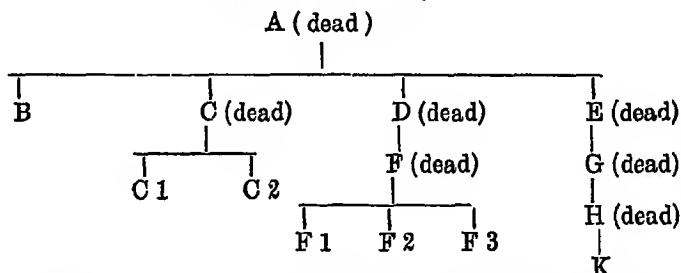 A (dead)
B C (dead) D (dead) E (dead)
C 1 C 2 F (dead) G (dead)
H (dead)
F 1 F 2 F 3
K